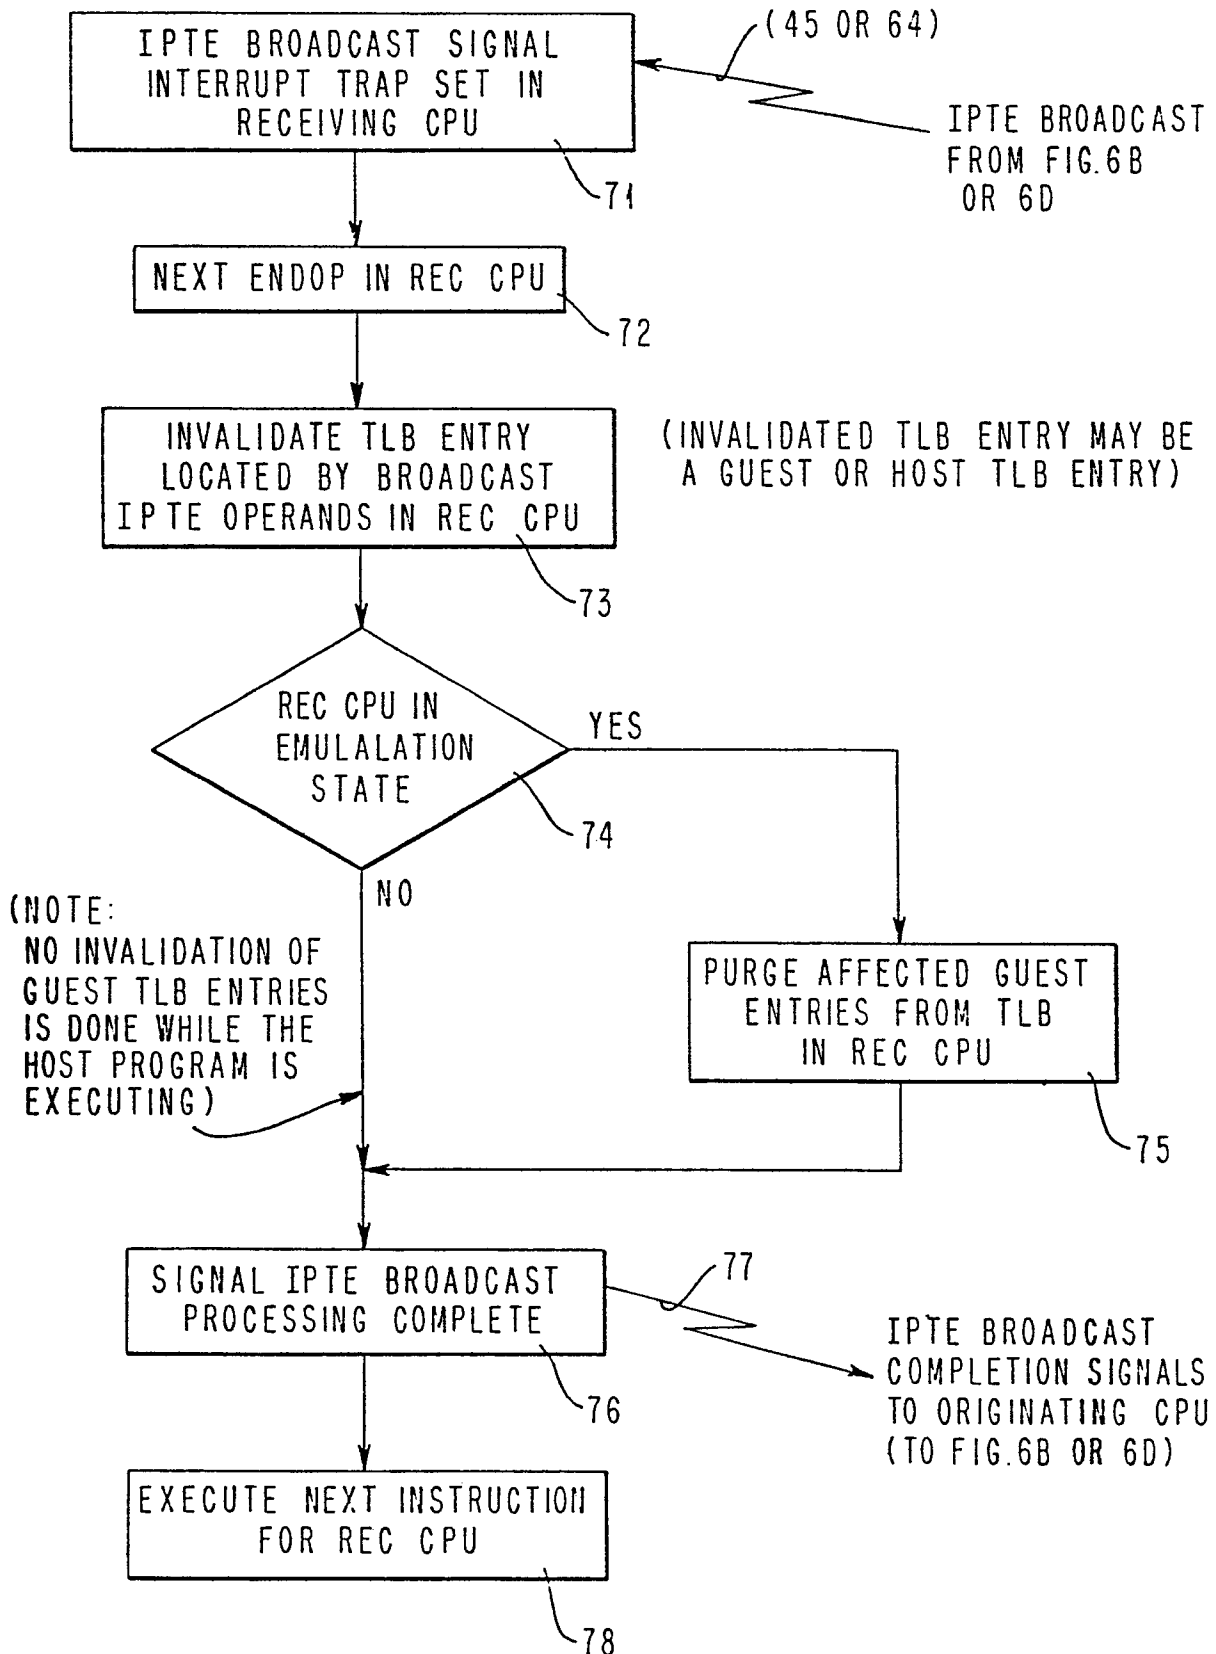 IPTE BROADCAST SIGNAL
INTERRUPT TRAP SET IN
RECEIVING CPU
71
(45 OR 64)
IPTE BROADCAST
FROM FIG.6B
OR 6D
NEXT ENDOP IN REC CPU
72
INVALIDATE TLB ENTRY
LOCATED BY BROADCAST
IPTE OPERANDS IN REC CPU
73
(INVALIDATED TLB ENTRY MAY BE
A GUEST OR HOST TLB ENTRY)
REC CPU IN
EMULALATION
STATE
74
YES
NO
(NOTE:
NO INVALIDATION OF
GUEST TLB ENTRIES
IS DONE WHILE THE
HOST PROGRAM IS
EXECUTING)
PURGE AFFECTED GUEST
ENTRIES FROM TLB
IN REC CPU
75
SIGNAL IPTE BROADCAST
PROCESSING COMPLETE
76
77
IPTE BROADCAST
COMPLETION SIGNALS
TO ORIGINATING CPU
(TO FIG.6B OR 6D)
EXECUTE NEXT INSTRUCTION
FOR REC CPU
78